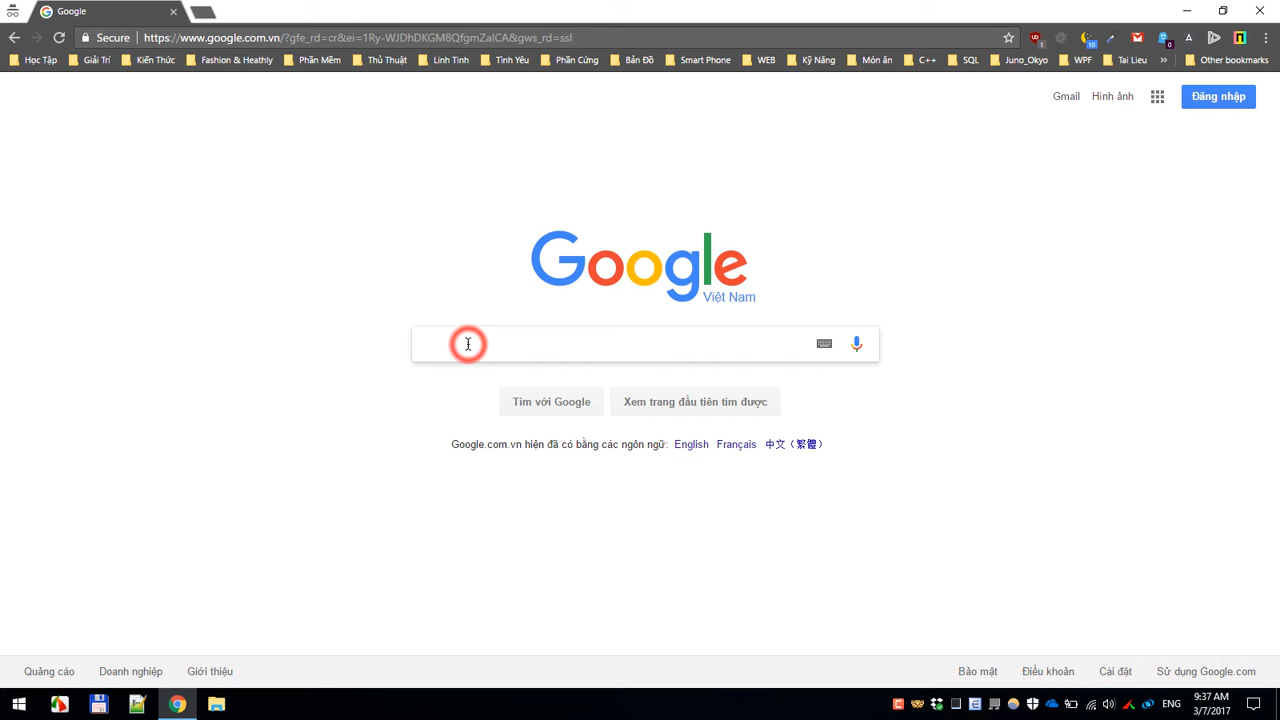 Google
Secure https://www.google.com.vn/?gfe_rd=cr&ei=1Ry-WJDhDKGM8QfgmZaICA&gws_rd=ssl
1 10 0
Học Tập Giải Trí Kiến Thức Fashion & Heathly Phần Mềm Thủ Thuật Linh Tinh Tình Yêu Phần Cứng Bản Đồ Smart Phone WEB Kỹ Năng Món ăn C++ SQL Juno_Okyo WPF Tai Lieu » Other bookmarks
Gmail Hình ảnh Đăng nhập
Google
Việt Nam
Tìm với Google Xem trang đầu tiên tìm được
Google.com.vn hiện đã có bằng các ngôn ngữ: English Français 中文（繁體）
Quảng cáo Doanh nghiệp Giới thiệu Bảo mật Điều khoản Cài đặt Sử dụng Google.com
ENG 9:37 AM
3/7/2017